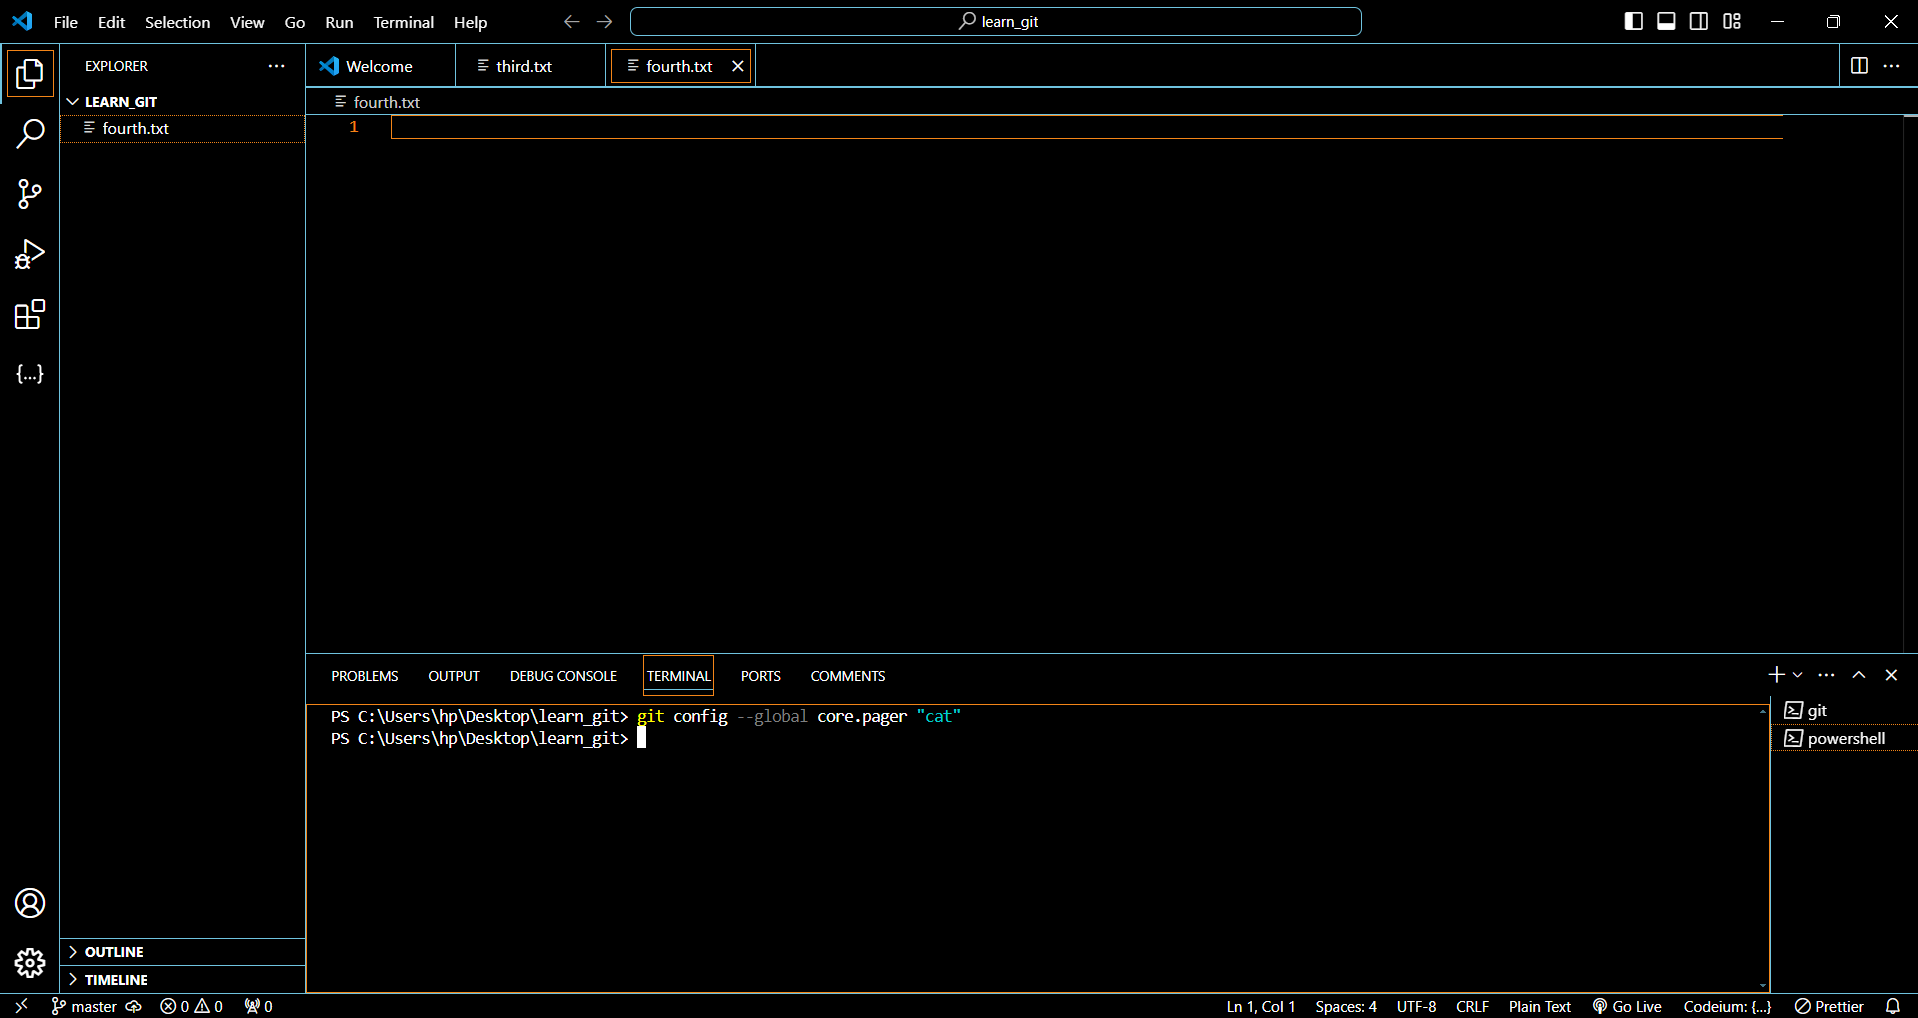 File Edit Selection View Go Run Terminal Help
learn_git
EXPLORER
Welcome
third.txt
fourth.txt
LEARN_GIT
fourth.txt
fourth.txt
1
{...}
PROBLEMS OUTPUT DEBUG CONSOLE TERMINAL PORTS COMMENTS
PS C:\Users\hp\Desktop\learn_git> git config --global core.pager "cat"
PS C:\Users\hp\Desktop\learn_git>
git
powershell
OUTLINE
TIMELINE
master 0 0 0 Ln 1, Col 1 Spaces: 4 UTF-8 CRLF Plain Text Go Live Codeium: {...} Prettier